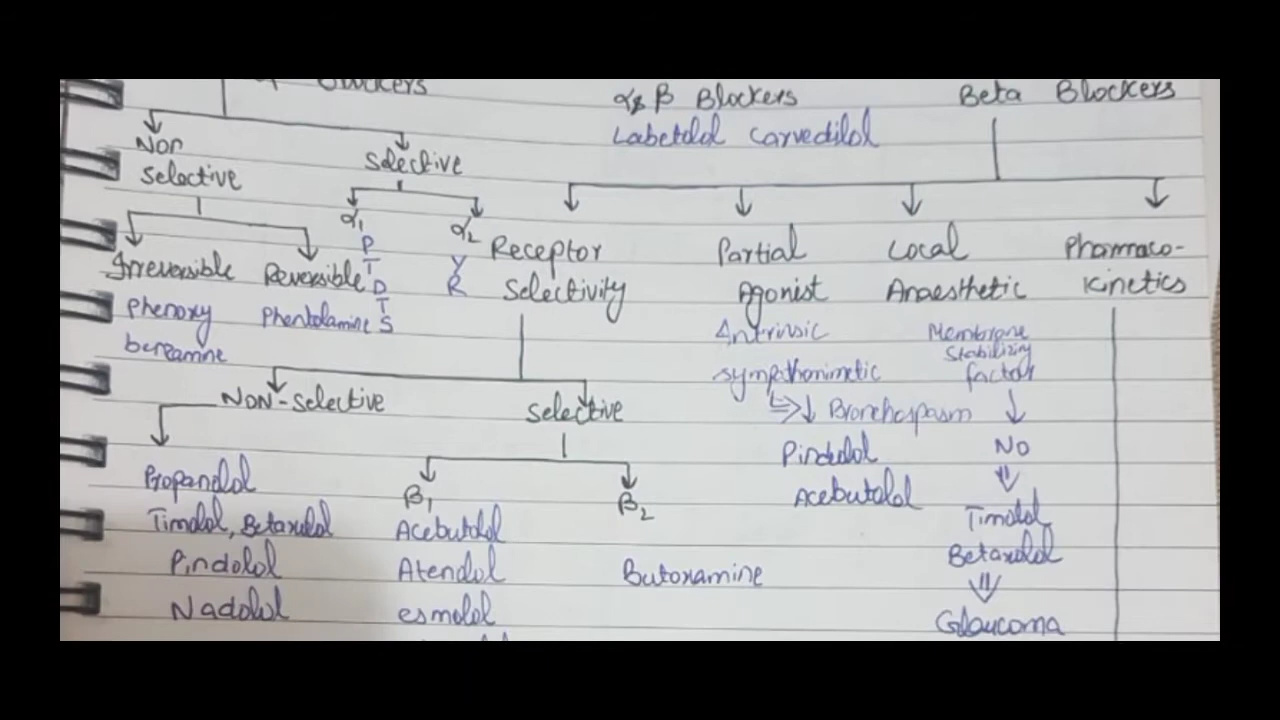 Blockers
α& β Blockers
Beta Blockers
Labetolol Carvedilol
Non
selective
Selective
α1
α2
P
T
D
T
S
Y
R
Irreversible
Reversible
Phenoxy
benzamine
Phentolamine
Receptor
Selectivity
Partial
Agonist
Local
Anaesthetic
Pharmaco-
kinetics
Intrinsic
sympathomimetic
⇒↓ Bronchospasm
Pindolol
Acebutolol
Membrane
Stabilizing
factor
NO
Timolol
Betaxolol
Glaucoma
NON-selective
Selective
Propanolol
Timolol, Betaxolol
Pindolol
Nadolol
β1
Acebutolol
Atenolol
esmolol
β2
Butoxamine